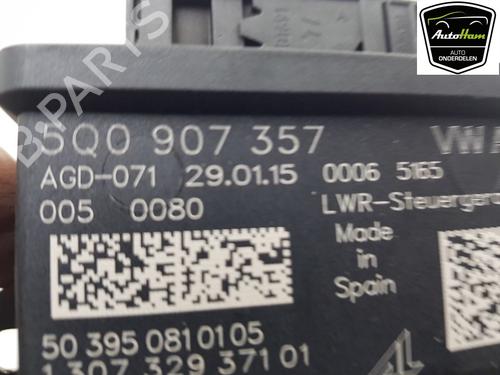 AutoHam
AUTO
ONDERDELEN
5Q0 907 357
AGD-071 29.01.15 0006 5165
005 0080
LWR-Steuergerä
Made
in
Spain
50 395 081 01 05
1 307 329 371 01